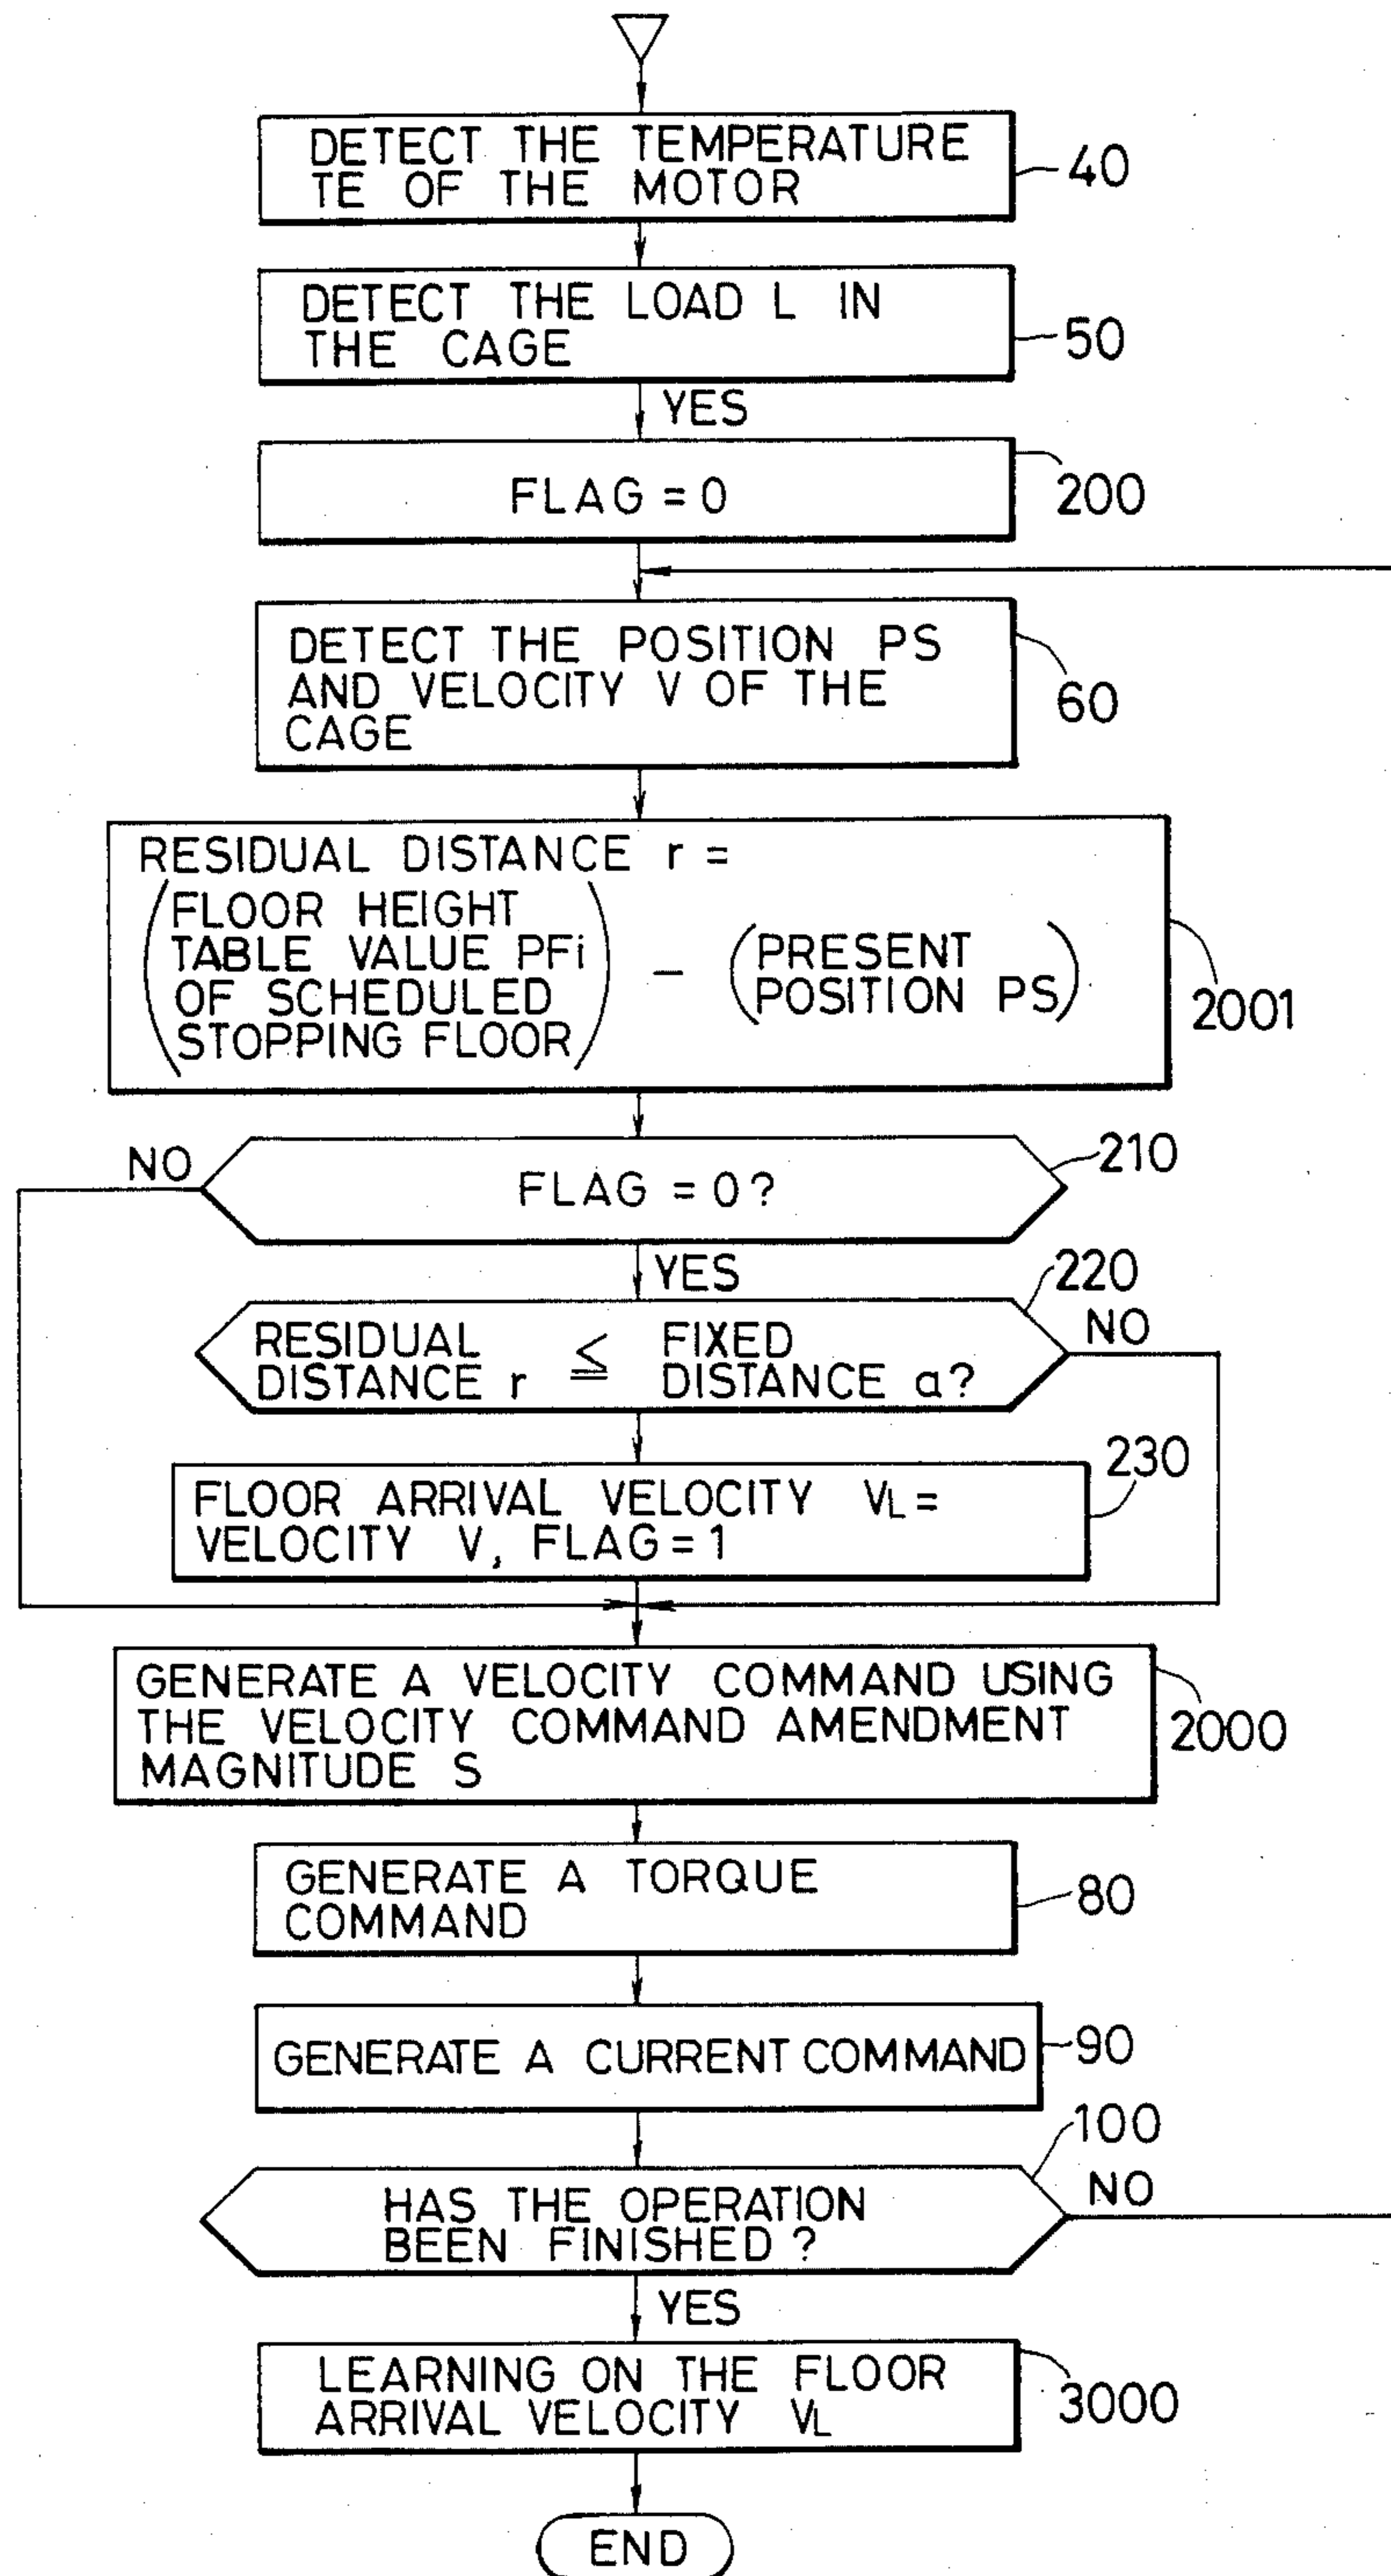 DETECT THE TEMPERATURE
TE OF THE MOTOR
40
DETECT THE LOAD L IN
THE CAGE
50
YES
FLAG = 0
200
DETECT THE POSITION PS
AND VELOCITY V OF THE
CAGE
60
RESIDUAL DISTANCE r =
(FLOOR HEIGHT
TABLE VALUE PFi
OF SCHEDULED
STOPPING FLOOR)
-
(PRESENT
POSITION PS)
2001
NO
FLAG = 0?
210
YES
220
RESIDUAL
DISTANCE r
≦
FIXED
DISTANCE a?
NO
230
FLOOR ARRIVAL VELOCITY VL =
VELOCITY V, FLAG = 1
GENERATE A VELOCITY COMMAND USING
THE VELOCITY COMMAND AMENDMENT
MAGNITUDE S
2000
GENERATE A TORQUE
COMMAND
80
GENERATE A CURRENT COMMAND
90
100
HAS THE OPERATION
BEEN FINISHED ?
NO
YES
LEARNING ON THE FLOOR
ARRIVAL VELOCITY VL
3000
END